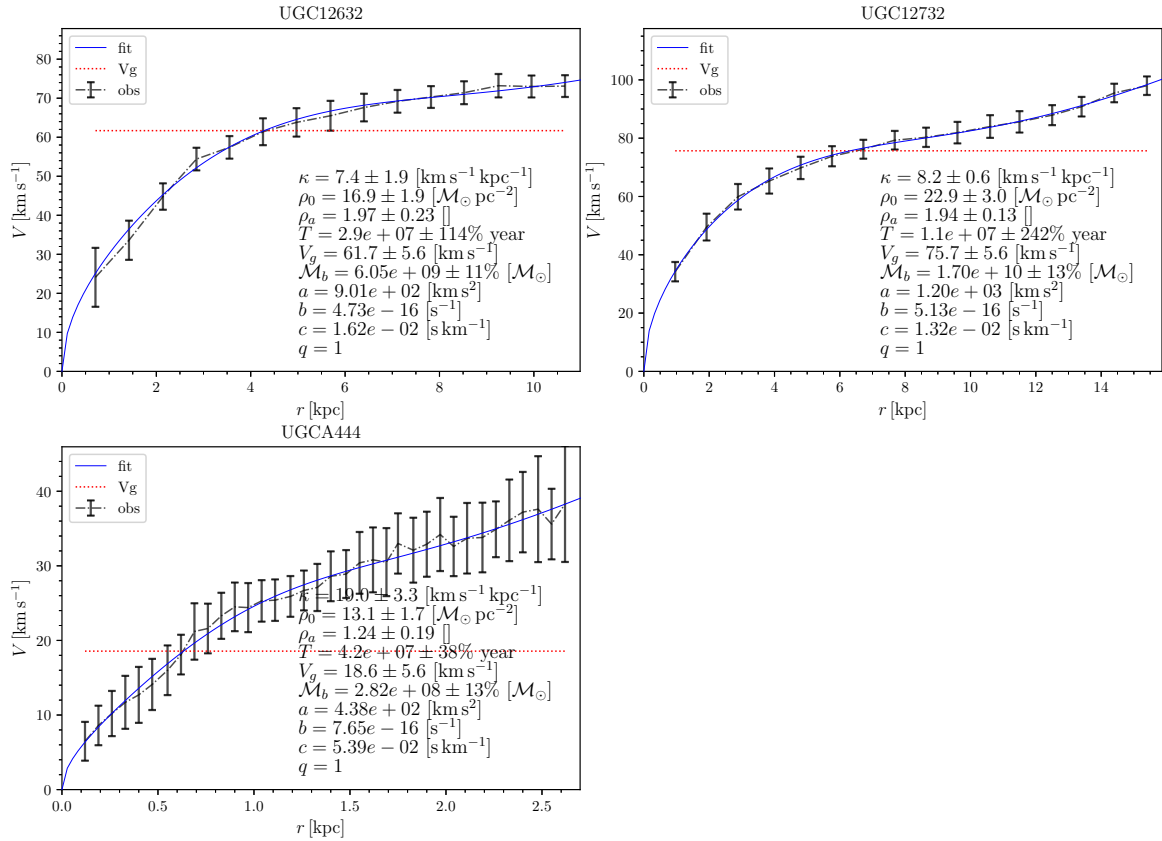 UGC12632
fit
Vg
obs
V [km s⁻¹]
80
70
60
50
40
30
20
10
0
κ = 7.4 ± 1.9 [km s⁻¹ kpc⁻¹]
ρ₀ = 16.9 ± 1.9 [ℳ⊙ pc⁻²]
ρₐ = 1.97 ± 0.23 []
T = 2.9e + 07 ± 114% year
V_g = 61.7 ± 5.6 [km s⁻¹]
ℳ_b = 6.05e + 09 ± 11% [ℳ⊙]
a = 9.01e + 02 [km s²]
b = 4.73e − 16 [s⁻¹]
c = 1.62e − 02 [s km⁻¹]
q = 1
0 2 4 6 8 10
r [kpc]
UGC12732
fit
Vg
obs
V [km s⁻¹]
100
80
60
40
20
0
κ = 8.2 ± 0.6 [km s⁻¹ kpc⁻¹]
ρ₀ = 22.9 ± 3.0 [ℳ⊙ pc⁻²]
ρₐ = 1.94 ± 0.13 []
T = 1.1e + 07 ± 242% year
V_g = 75.7 ± 5.6 [km s⁻¹]
ℳ_b = 1.70e + 10 ± 13% [ℳ⊙]
a = 1.20e + 03 [km s²]
b = 5.13e − 16 [s⁻¹]
c = 1.32e − 02 [s km⁻¹]
q = 1
0 2 4 6 8 10 12 14
r [kpc]
UGCA444
fit
Vg
obs
V [km s⁻¹]
40
30
20
10
0
κ = 10.0 ± 3.3 [km s⁻¹ kpc⁻¹]
ρ₀ = 13.1 ± 1.7 [ℳ⊙ pc⁻²]
ρₐ = 1.24 ± 0.19 []
T = 4.2e + 07 ± 38% year
V_g = 18.6 ± 5.6 [km s⁻¹]
ℳ_b = 2.82e + 08 ± 13% [ℳ⊙]
a = 4.38e + 02 [km s²]
b = 7.65e − 16 [s⁻¹]
c = 5.39e − 02 [s km⁻¹]
q = 1
0.0 0.5 1.0 1.5 2.0 2.5
r [kpc]